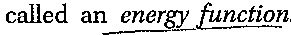 called an energy function.